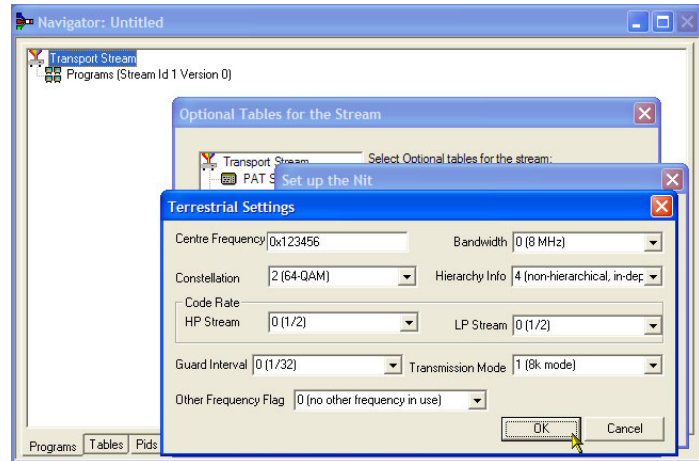 Navigator: Untitled
Transport Stream
Programs (Stream Id 1 Version 0)
Optional Tables for the Stream
Transport Stream Select Optional tables for the stream:
PAT S
Set up the Nit
Terrestrial Settings
Centre Frequency 0x123456 Bandwidth 0 (8 MHz)
Constellation 2 (64-QAM) Hierarchy Info 4 (non-hierarchical, in-dep
Code Rate
HP Stream 0 (1/2) LP Stream 0 (1/2)
Guard Interval 0 (1/32) Transmission Mode 1 (8k mode)
Other Frequency Flag 0 (no other frequency in use)
OK Cancel
Programs Tables Pids